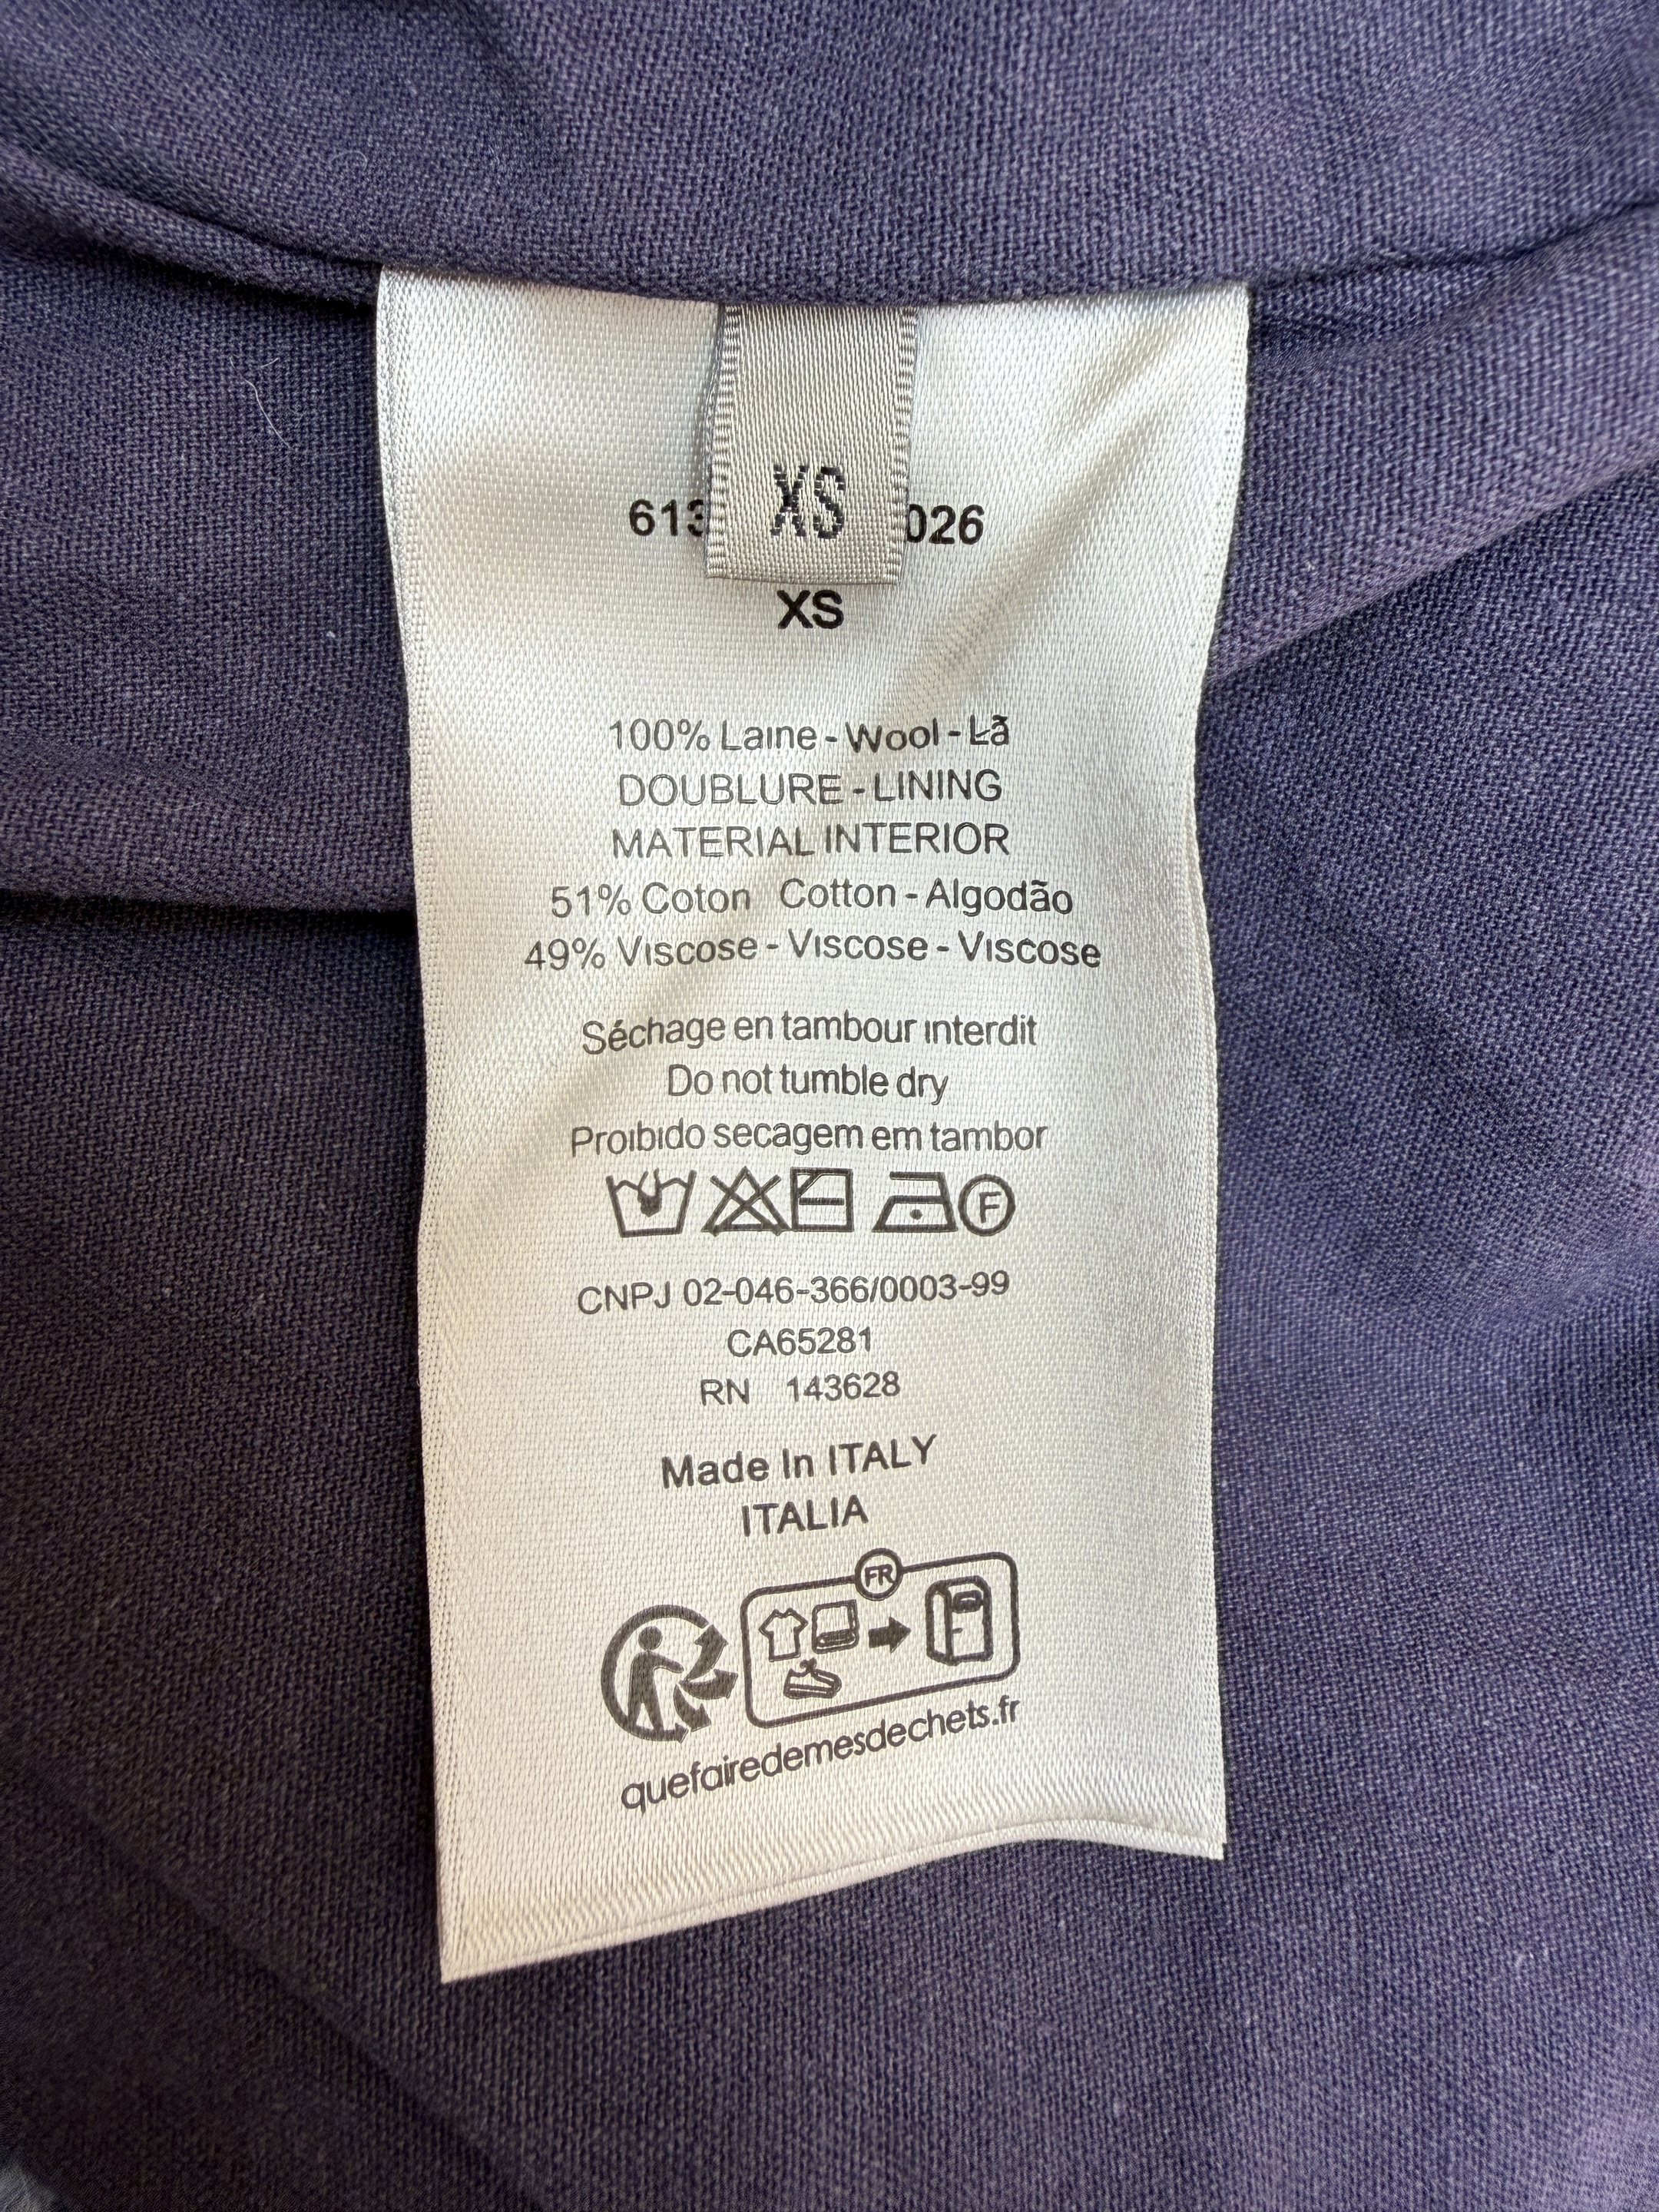 XS
613 026
XS
100% Laine - Wool - Lã
DOUBLURE - LINING
MATERIAL INTERIOR
51% Coton Cotton - Algodão
49% Viscose - Viscose - Viscose
Séchage en tambour interdit
Do not tumble dry
Proibido secagem em tambor
F
CNPJ 02-046-366/0003-99
CA65281
RN 143628
Made In ITALY
ITALIA
FR
quefairedemesdechets.fr